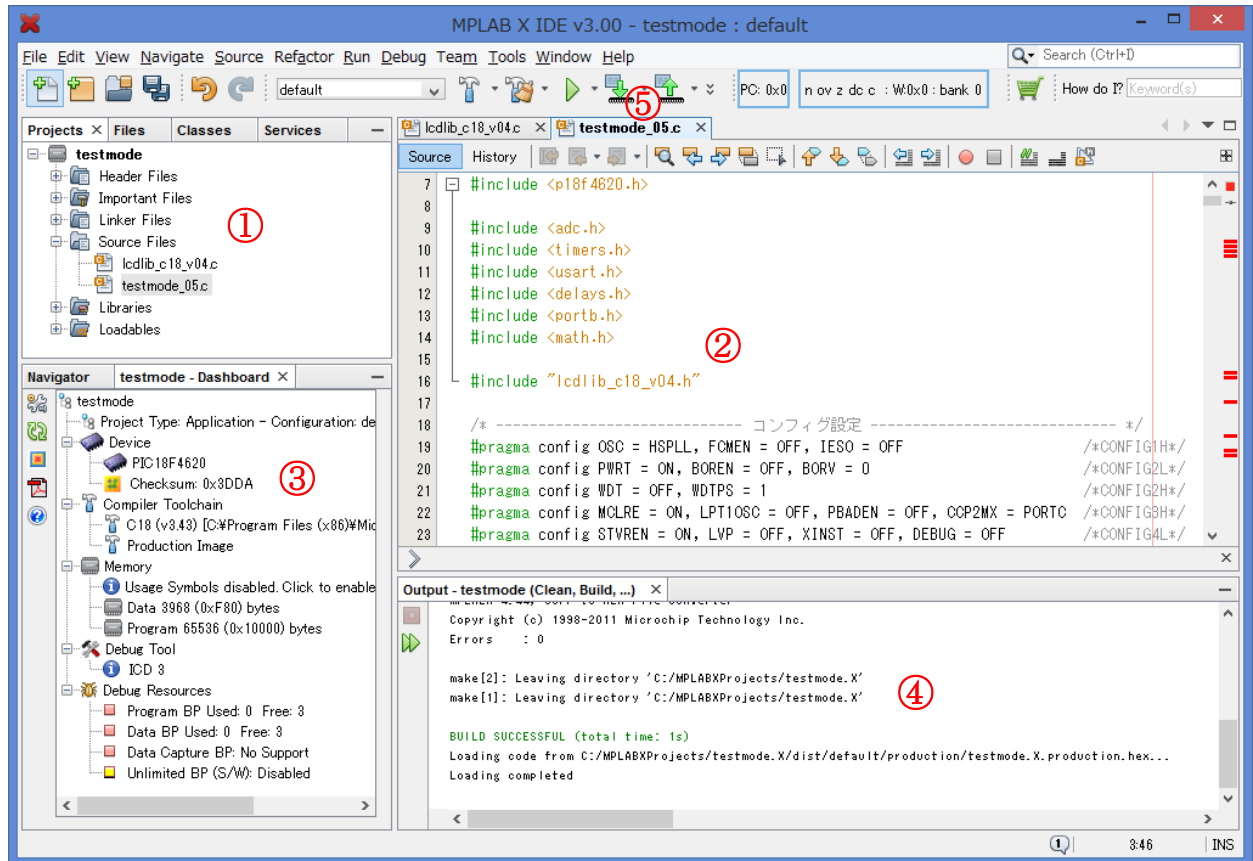 MPLAB X IDE v3.00 - testmode : default
File Edit View Navigate Source Refactor Run Debug Team Tools Window Help
Search (Ctrl+I)
default
⑤
PC: 0x0
n ov z dc c : W:0x0 : bank 0
How do I?
Keyword(s)
Projects Files Classes Services
testmode
Header Files
Important Files
Linker Files
①
Source Files
lcdlib_c18_v04.c
testmode_05.c
Libraries
Loadables
lcdlib_c18_v04.c testmode_05.c
Source History
7 #include <p18f4620.h>
8
9 #include <adc.h>
10 #include <timers.h>
11 #include <usart.h>
12 #include <delays.h>
13 #include <portb.h>
14 #include <math.h>
②
15
16 #include "lcdlib_c18_v04.h"
17
18 /* ---------------------------- コンフィグ設定 ---------------------------- */
19 #pragma config OSC = HSPLL, FCMEN = OFF, IESO = OFF /*CONFIG1H*/
20 #pragma config PWRT = ON, BOREN = OFF, BORV = 0 /*CONFIG2L*/
21 #pragma config WDT = OFF, WDTPS = 1 /*CONFIG2H*/
22 #pragma config MCLRE = ON, LPT1OSC = OFF, PBADEN = OFF, CCP2MX = PORTC /*CONFIG3H*/
23 #pragma config STVREN = ON, LVP = OFF, XINST = OFF, DEBUG = OFF /*CONFIG4L*/
Navigator testmode - Dashboard
testmode
Project Type: Application - Configuration: de
Device
PIC18F4620
Checksum: 0x3DDA
③
Compiler Toolchain
C18 (v3.43) [C:¥Program Files (x86)¥Mic
Production Image
Memory
Usage Symbols disabled. Click to enable
Data 3968 (0xF80) bytes
Program 65536 (0x10000) bytes
Debug Tool
ICD 3
Debug Resources
Program BP Used: 0 Free: 3
Data BP Used: 0 Free: 3
Data Capture BP: No Support
Unlimited BP (S/W): Disabled
Output - testmode (Clean, Build, ...)
Copyright (c) 1998-2011 Microchip Technology Inc.
Errors : 0
make[2]: Leaving directory 'C:/MPLABXProjects/testmode.X'
make[1]: Leaving directory 'C:/MPLABXProjects/testmode.X'
④
BUILD SUCCESSFUL (total time: 1s)
Loading code from C:/MPLABXProjects/testmode.X/dist/default/production/testmode.X.production.hex...
Loading completed
1
3:46
INS